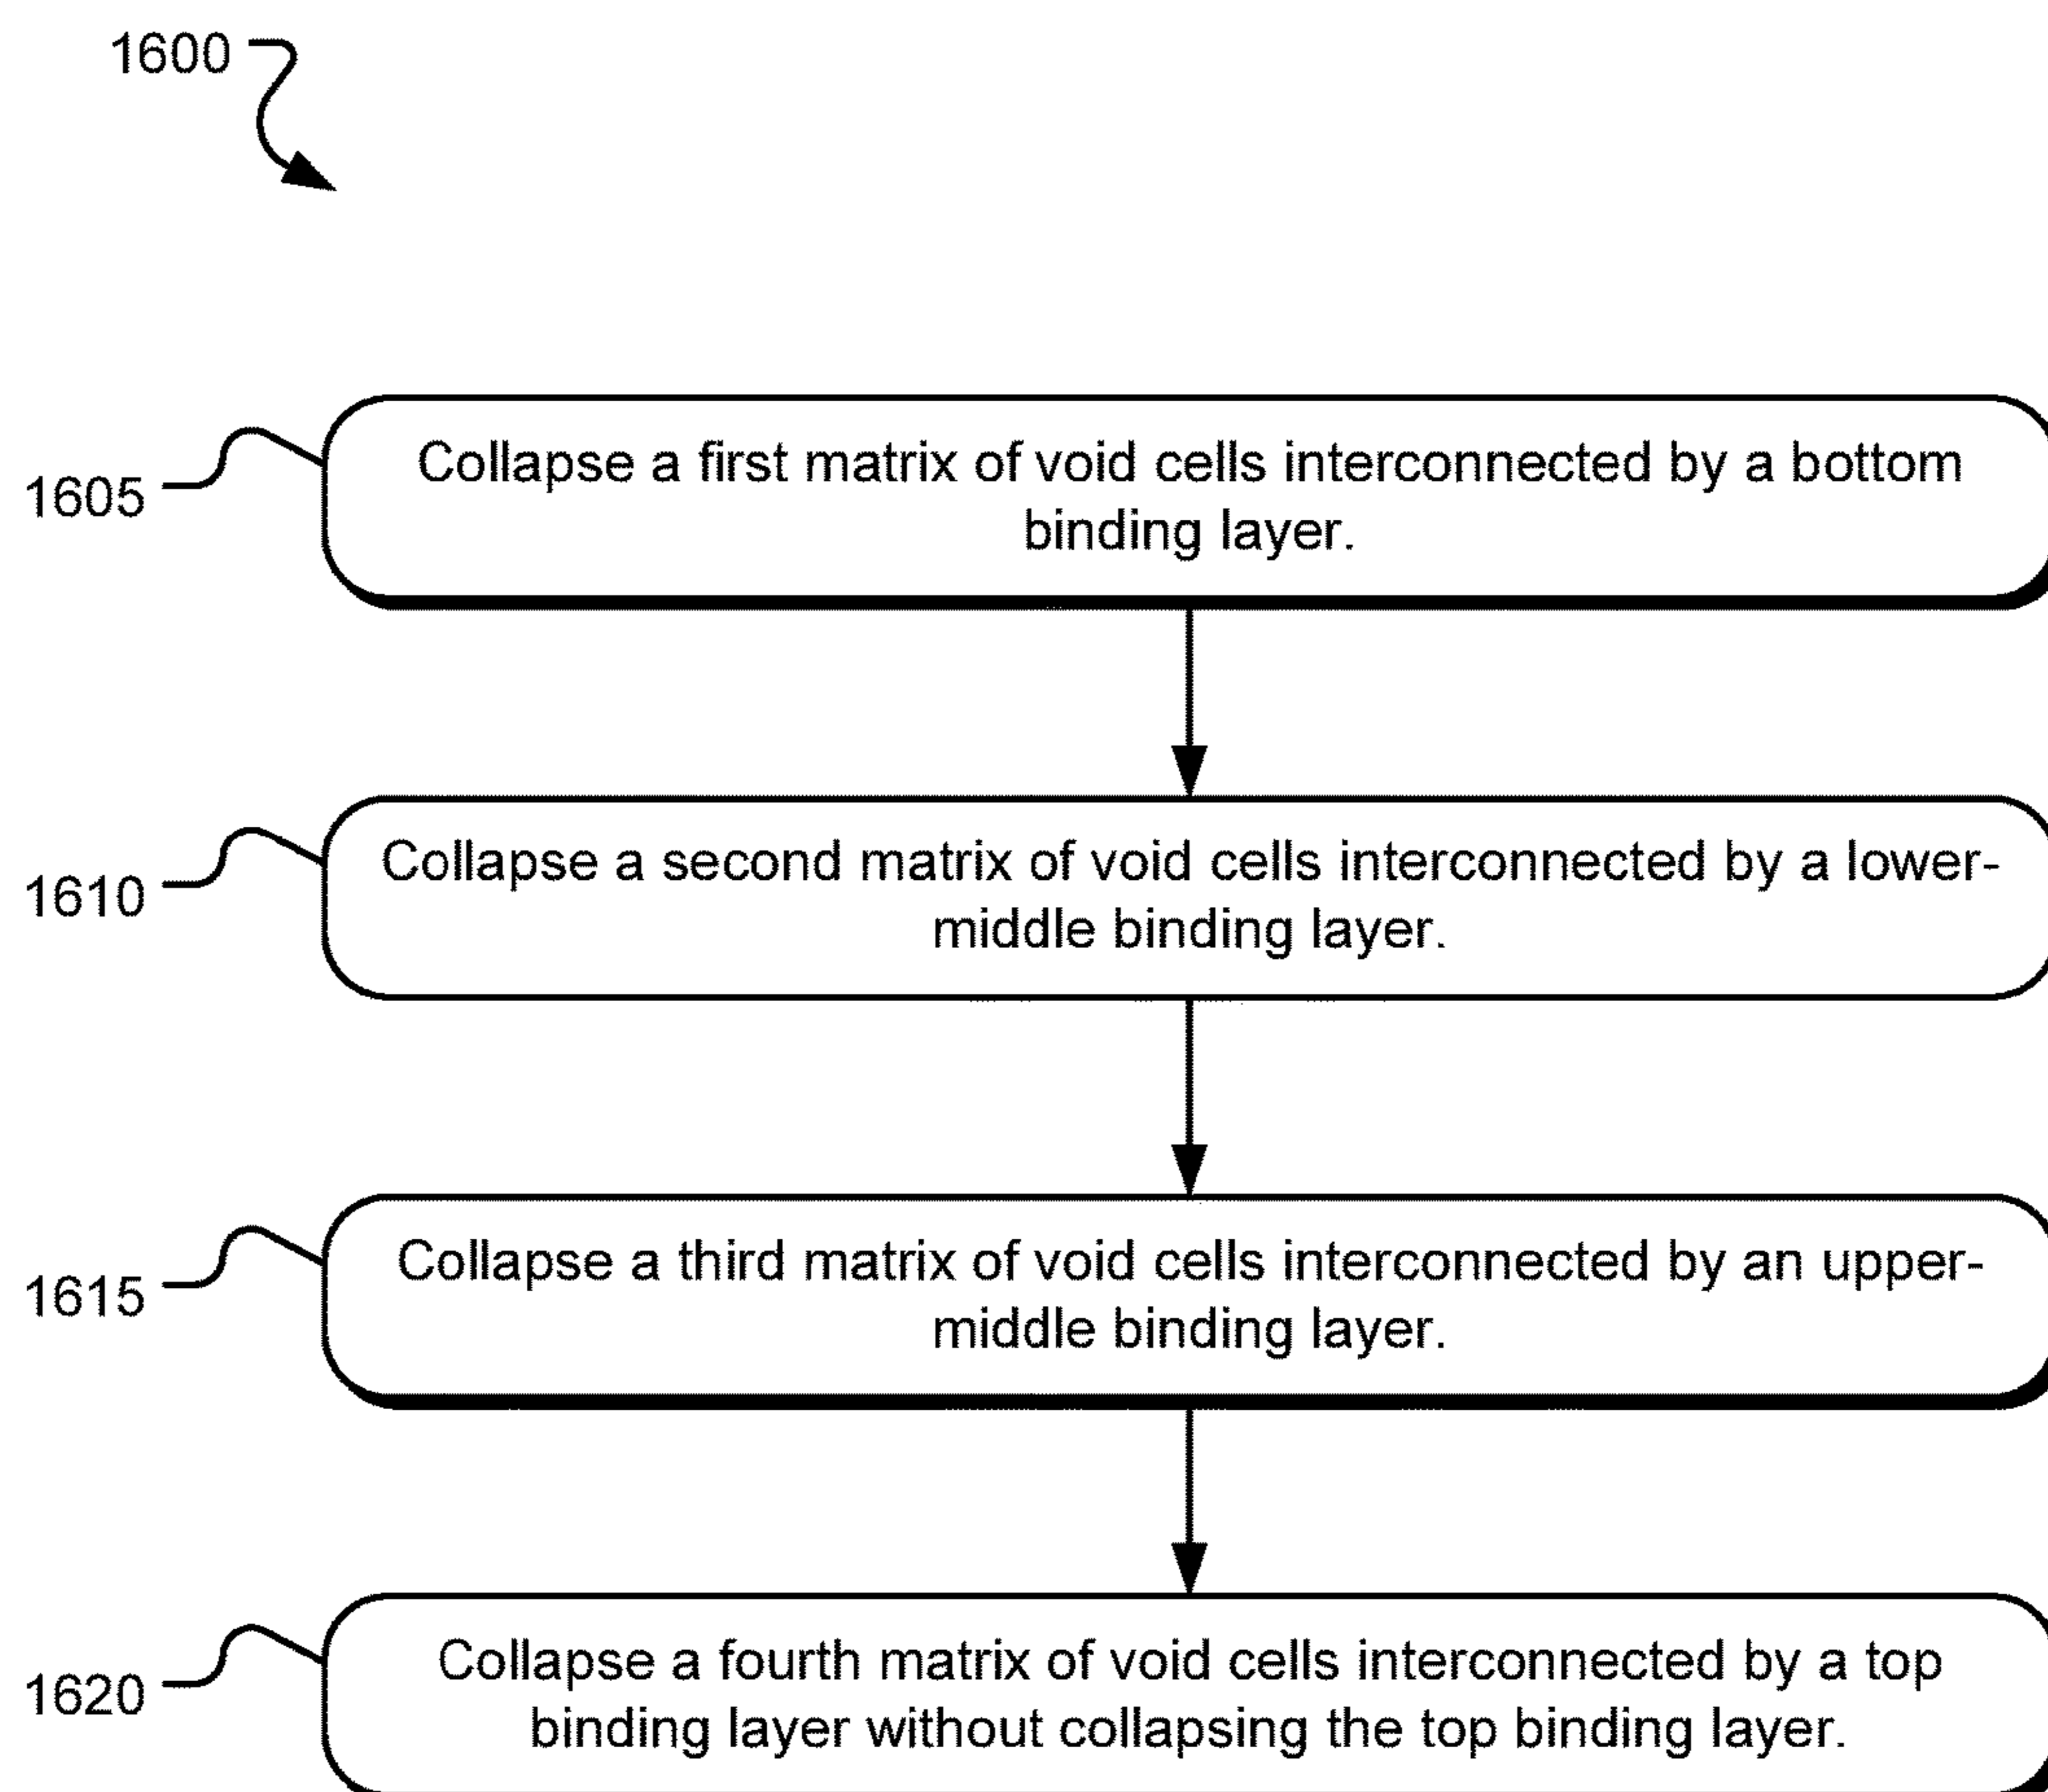 1600
1605
Collapse a first matrix of void cells interconnected by a bottom
binding layer.
1610
Collapse a second matrix of void cells interconnected by a lower-
middle binding layer.
1615
Collapse a third matrix of void cells interconnected by an upper-
middle binding layer.
1620
Collapse a fourth matrix of void cells interconnected by a top
binding layer without collapsing the top binding layer.